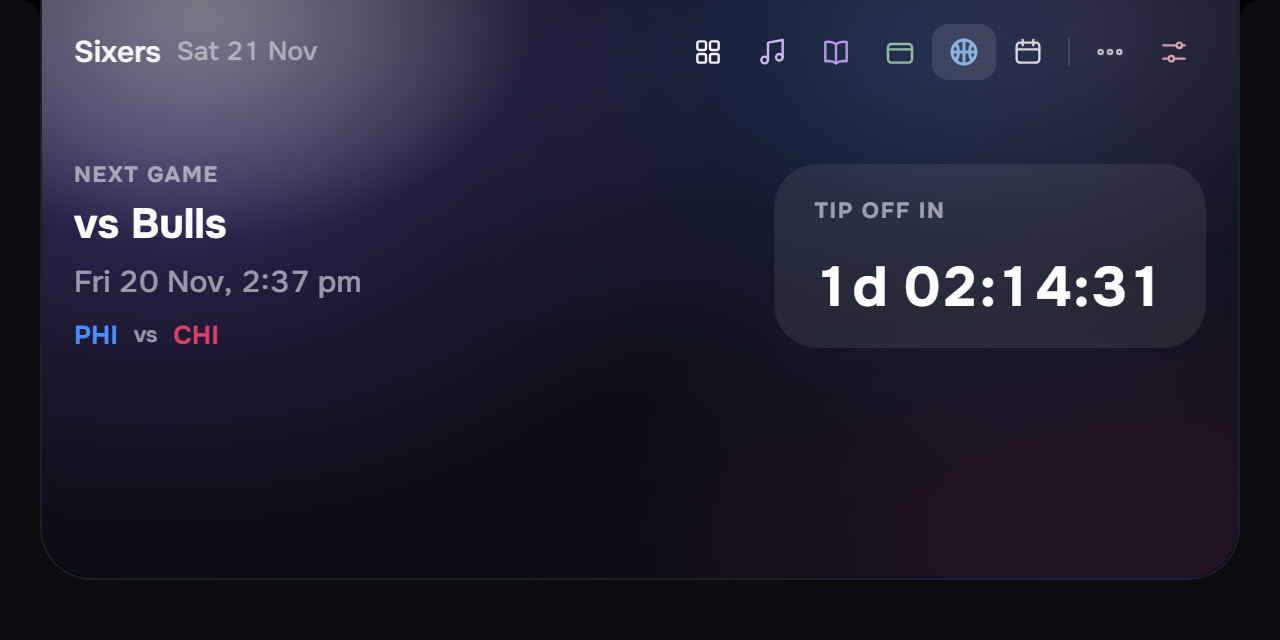 Sixers Sat 21 Nov
NEXT GAME
vs Bulls
Fri 20 Nov, 2:37 pm
PHI vs CHI
TIP OFF IN
1d 02:14:31